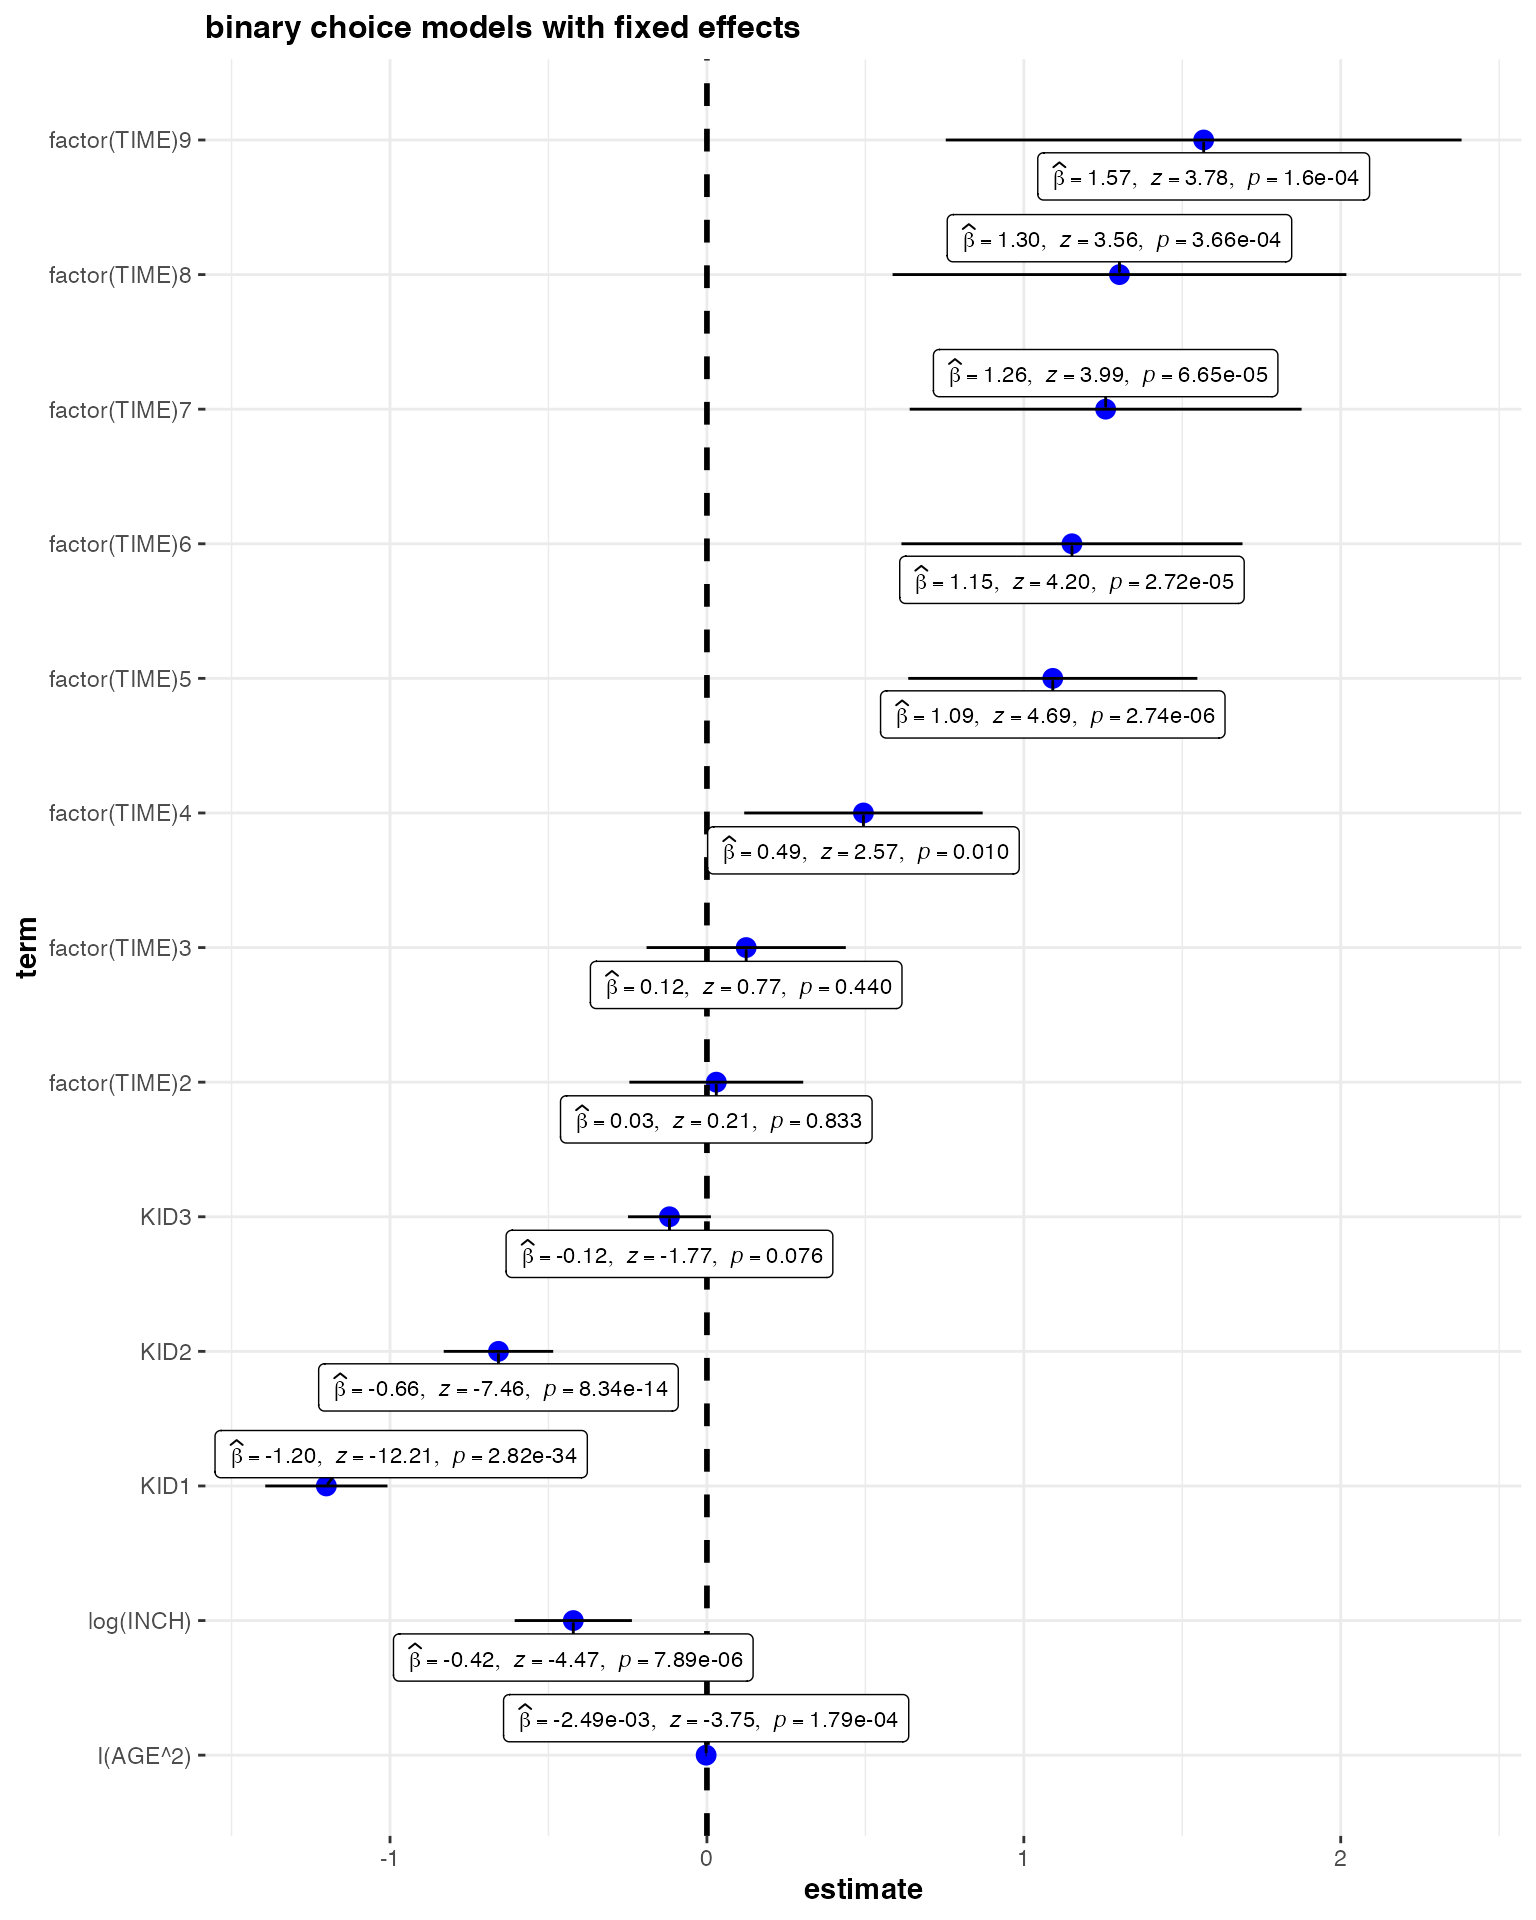 binary choice models with fixed effects
factor(TIME)9
β̂ = 1.57, z = 3.78, p = 1.6e-04
β̂ = 1.30, z = 3.56, p = 3.66e-04
factor(TIME)8
β̂ = 1.26, z = 3.99, p = 6.65e-05
factor(TIME)7
factor(TIME)6
β̂ = 1.15, z = 4.20, p = 2.72e-05
factor(TIME)5
β̂ = 1.09, z = 4.69, p = 2.74e-06
factor(TIME)4
β̂ = 0.49, z = 2.57, p = 0.010
term
factor(TIME)3
β̂ = 0.12, z = 0.77, p = 0.440
factor(TIME)2
β̂ = 0.03, z = 0.21, p = 0.833
KID3
β̂ = -0.12, z = -1.77, p = 0.076
KID2
β̂ = -0.66, z = -7.46, p = 8.34e-14
β̂ = -1.20, z = -12.21, p = 2.82e-34
KID1
log(INCH)
β̂ = -0.42, z = -4.47, p = 7.89e-06
β̂ = -2.49e-03, z = -3.75, p = 1.79e-04
I(AGE^2)
-1 0 1 2
estimate